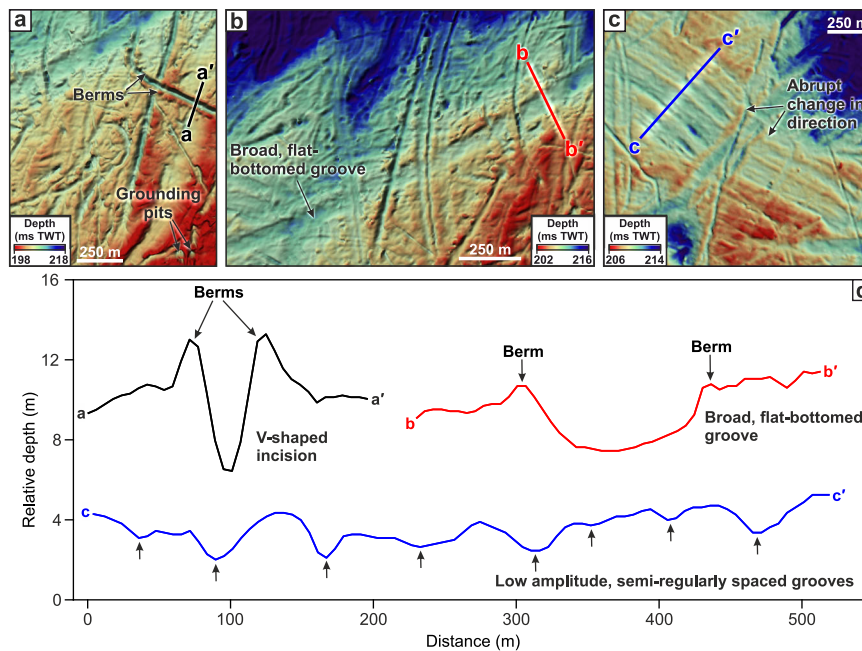 a
a′
Berms
a
Grounding
pits
Depth
(ms TWT)
198 218
250 m
b
b
b′
Broad, flat-
bottomed
groove
250 m
Depth
(ms TWT)
202 216
c
250 m
c′
c
Abrupt
change in
direction
Depth
(ms TWT)
206 214
250 m
d
16
12
8
4
0
Relative depth (m)
Berms
a
a′
V-shaped
incision
Berm
Berm
b
b′
Broad, flat-bottomed
groove
c
c′
Low amplitude, semi-regularly spaced grooves
0 100 200 300 400 500
Distance (m)